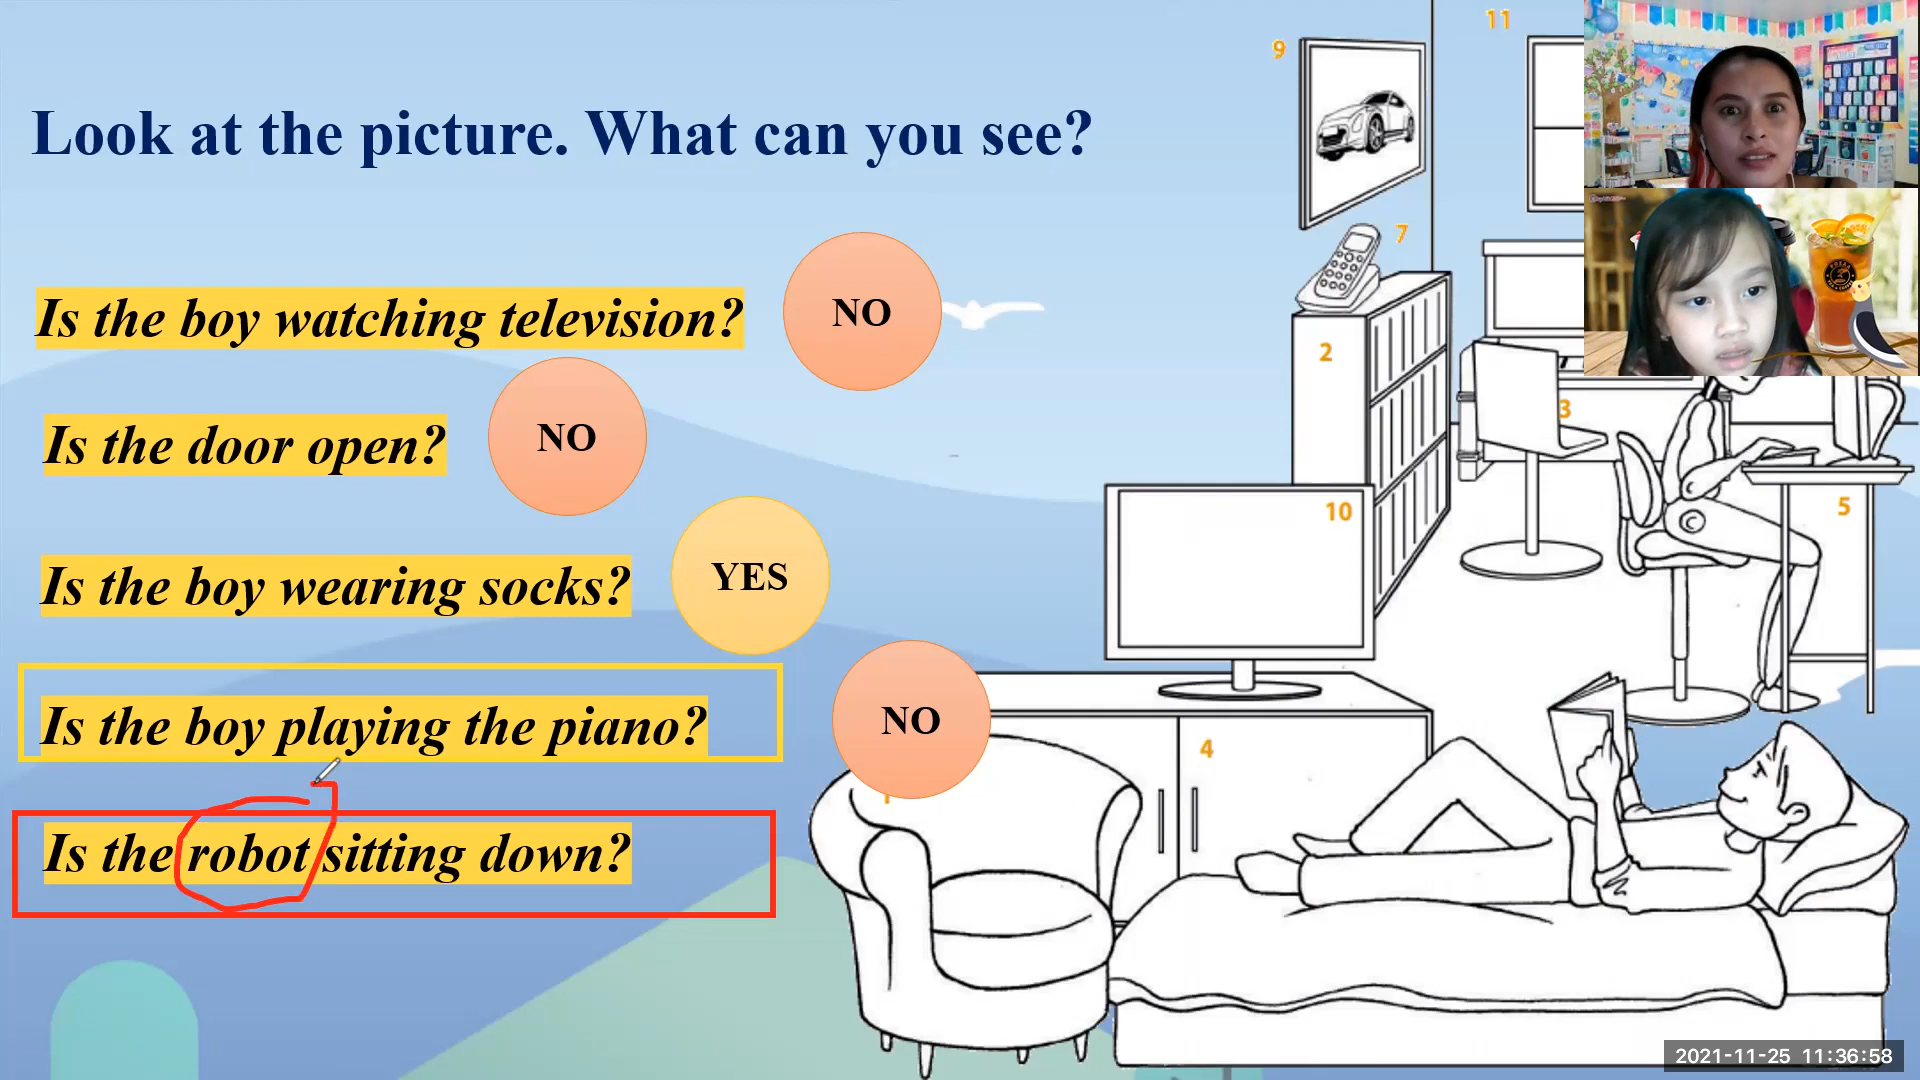 Look at the picture. What can you see?
Is the boy watching television?
NO
Is the door open?
NO
Is the boy wearing socks?
YES
Is the boy playing the piano?
NO
Is the robot sitting down?
9
11
7
2
3
10
5
4
2021-11-25 11:36:58